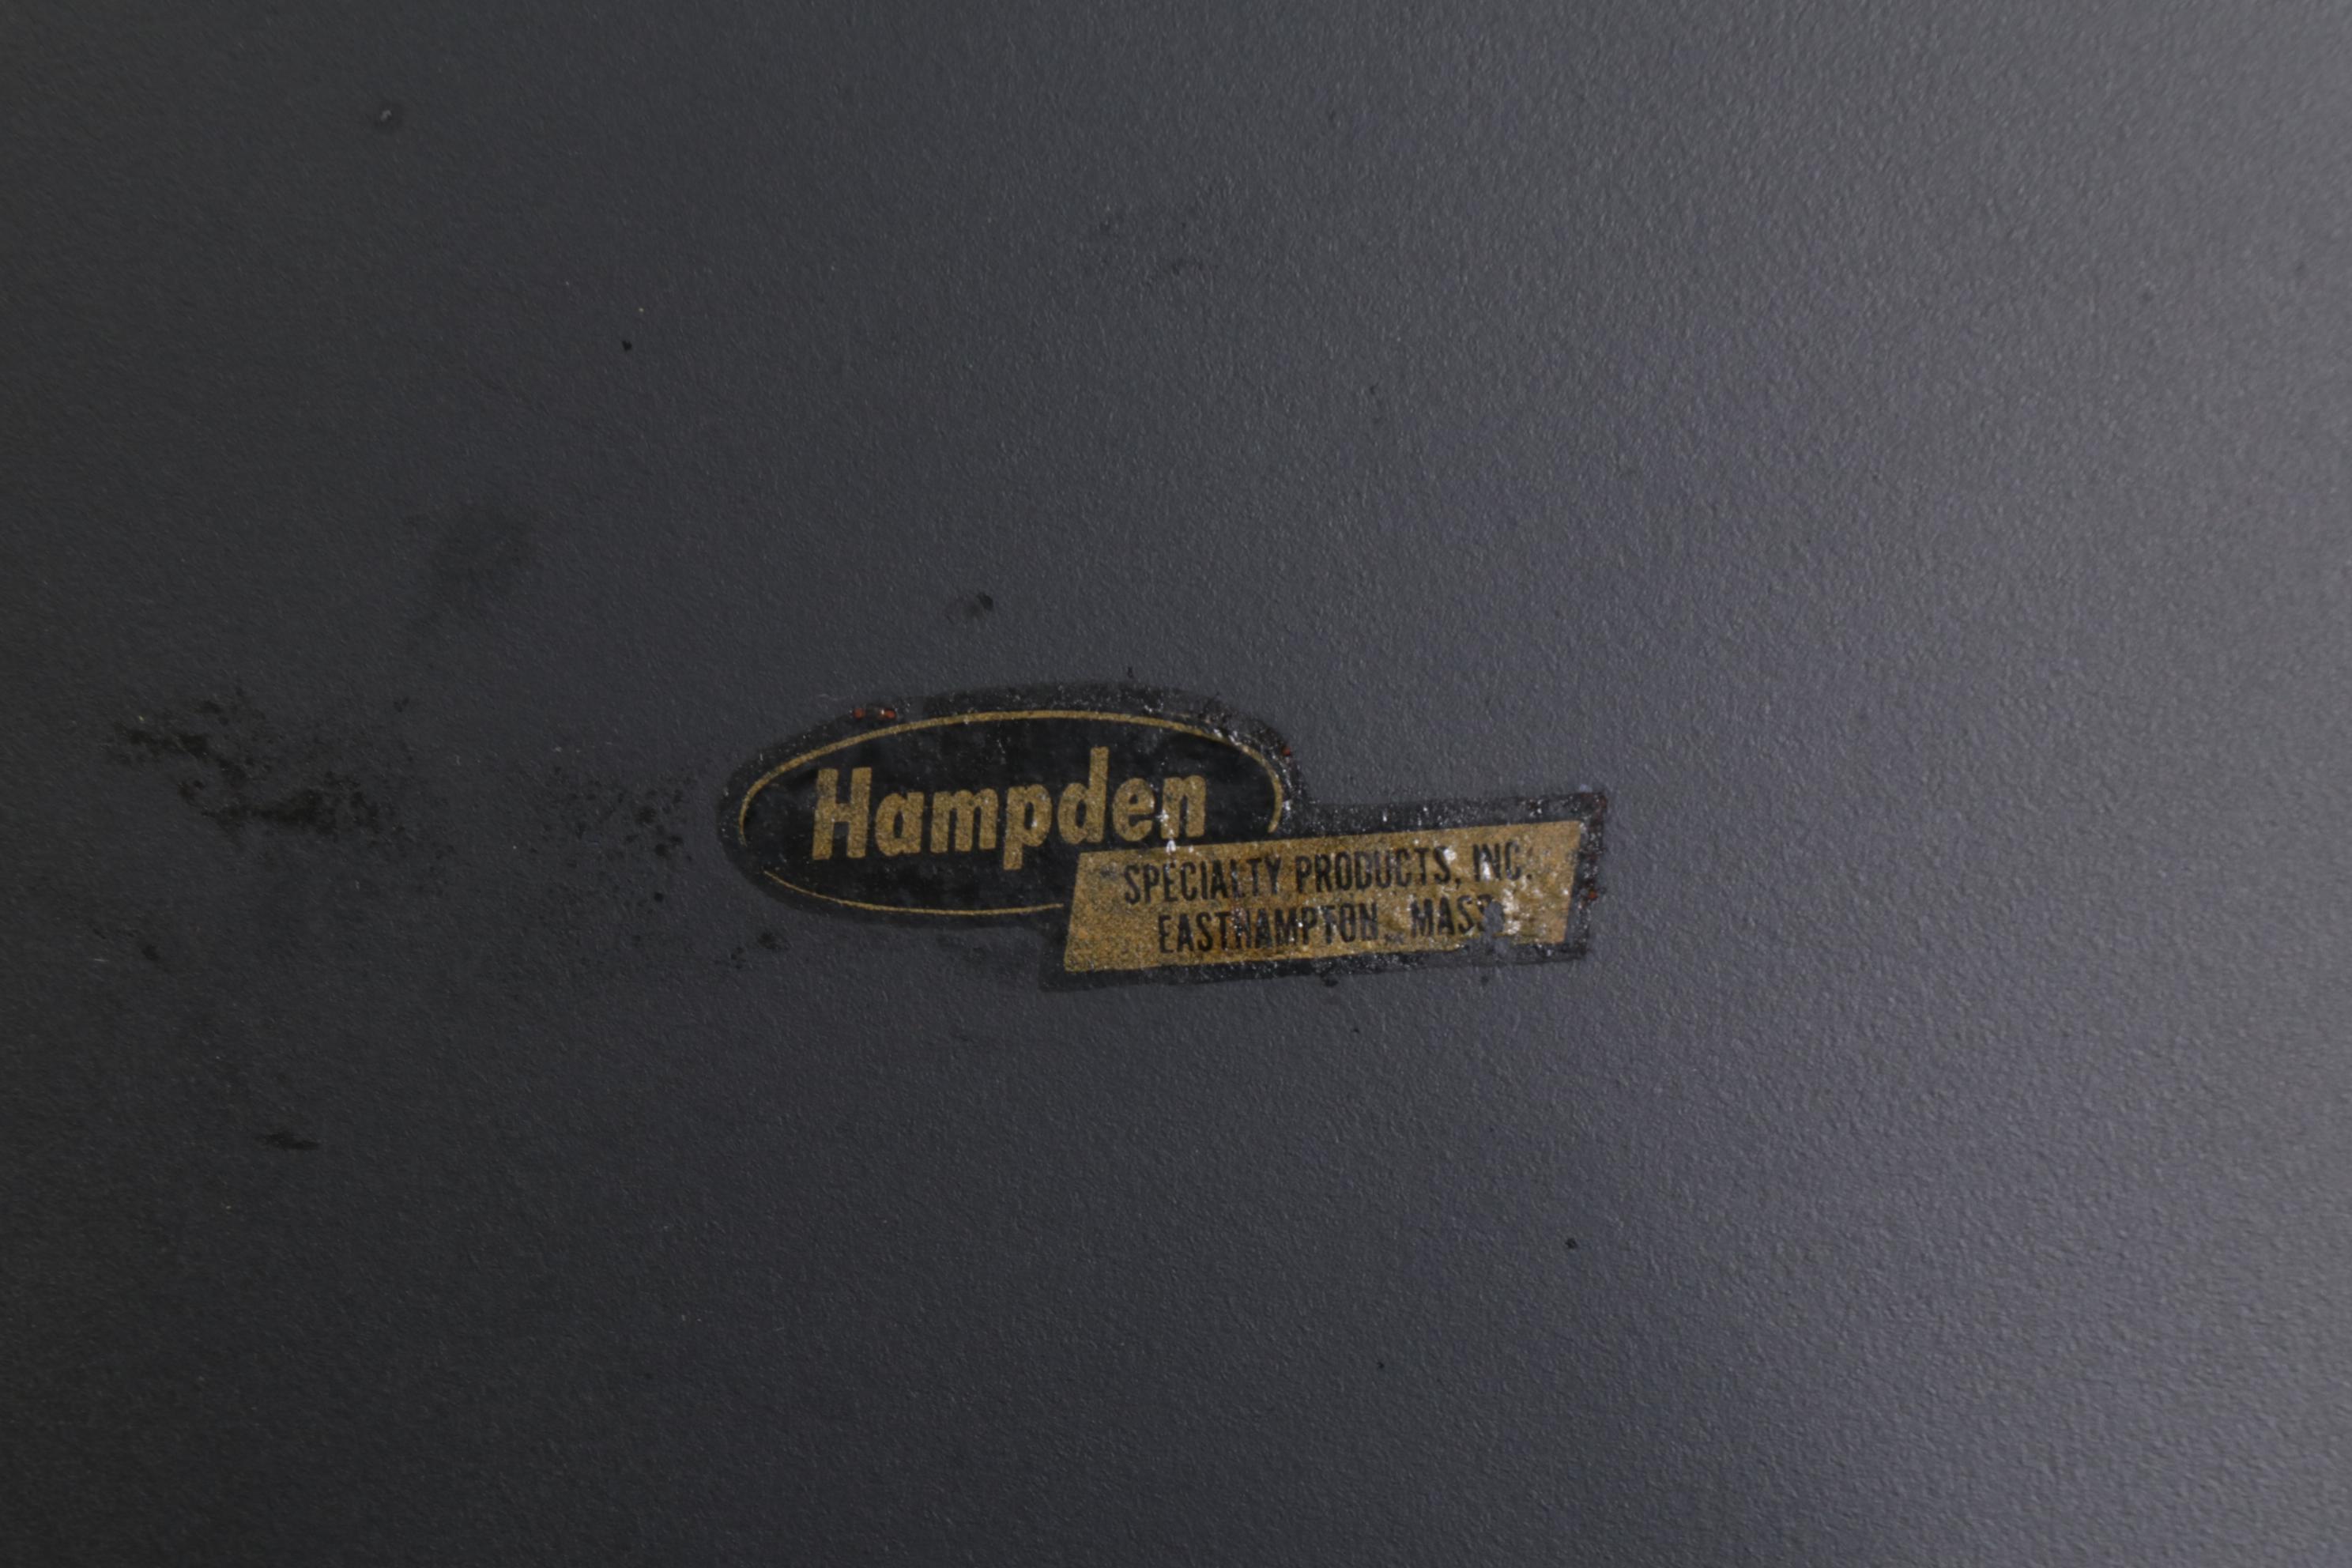 Hampden
SPECIALTY PRODUCTS, INC.
EASTHAMPTON, MASS.